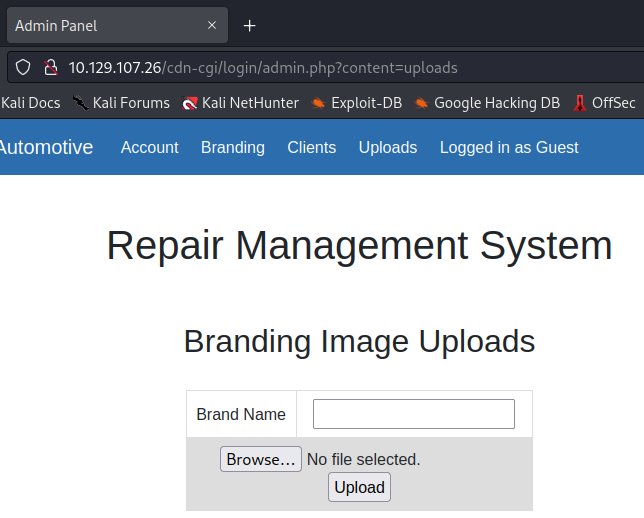 Admin Panel
10.129.107.26/cdn-cgi/login/admin.php?content=uploads
Kali Docs Kali Forums Kali NetHunter Exploit-DB Google Hacking DB OffSec
Automotive Account Branding Clients Uploads Logged in as Guest
Repair Management System
Branding Image Uploads
Brand Name
Browse... No file selected.
Upload